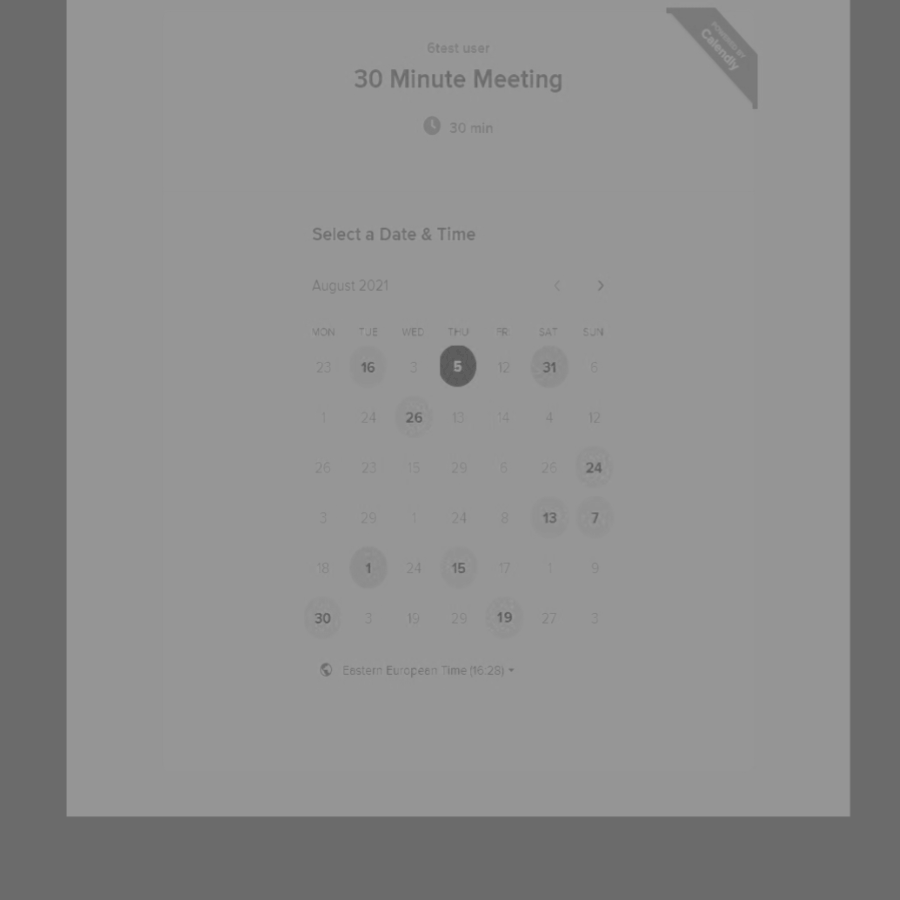 6test user
30 Minute Meeting
30 min
POWERED BY
Calendly
Select a Date & Time
August 2021
MON TUE WED THU FRI SAT SUN
23 16 3 5 12 31 6
1 24 26 13 14 4 12
26 23 15 29 6 26 24
3 29 1 24 8 13 7
18 1 24 15 17 1 9
30 3 19 29 19 27 3
Eastern European Time (16:28)